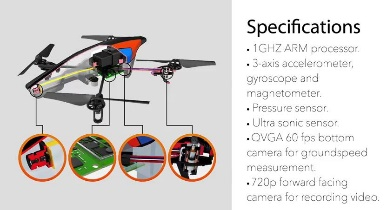 Specifications
• 1GHZ ARM processor.
• 3-axis accelerometer,
gyroscope and
magnetometer.
• Pressure sensor.
• Ultra sonic sensor.
• QVGA 60 fps bottom
camera for groundspeed
measurement.
• 720p forward facing
camera for recording video.